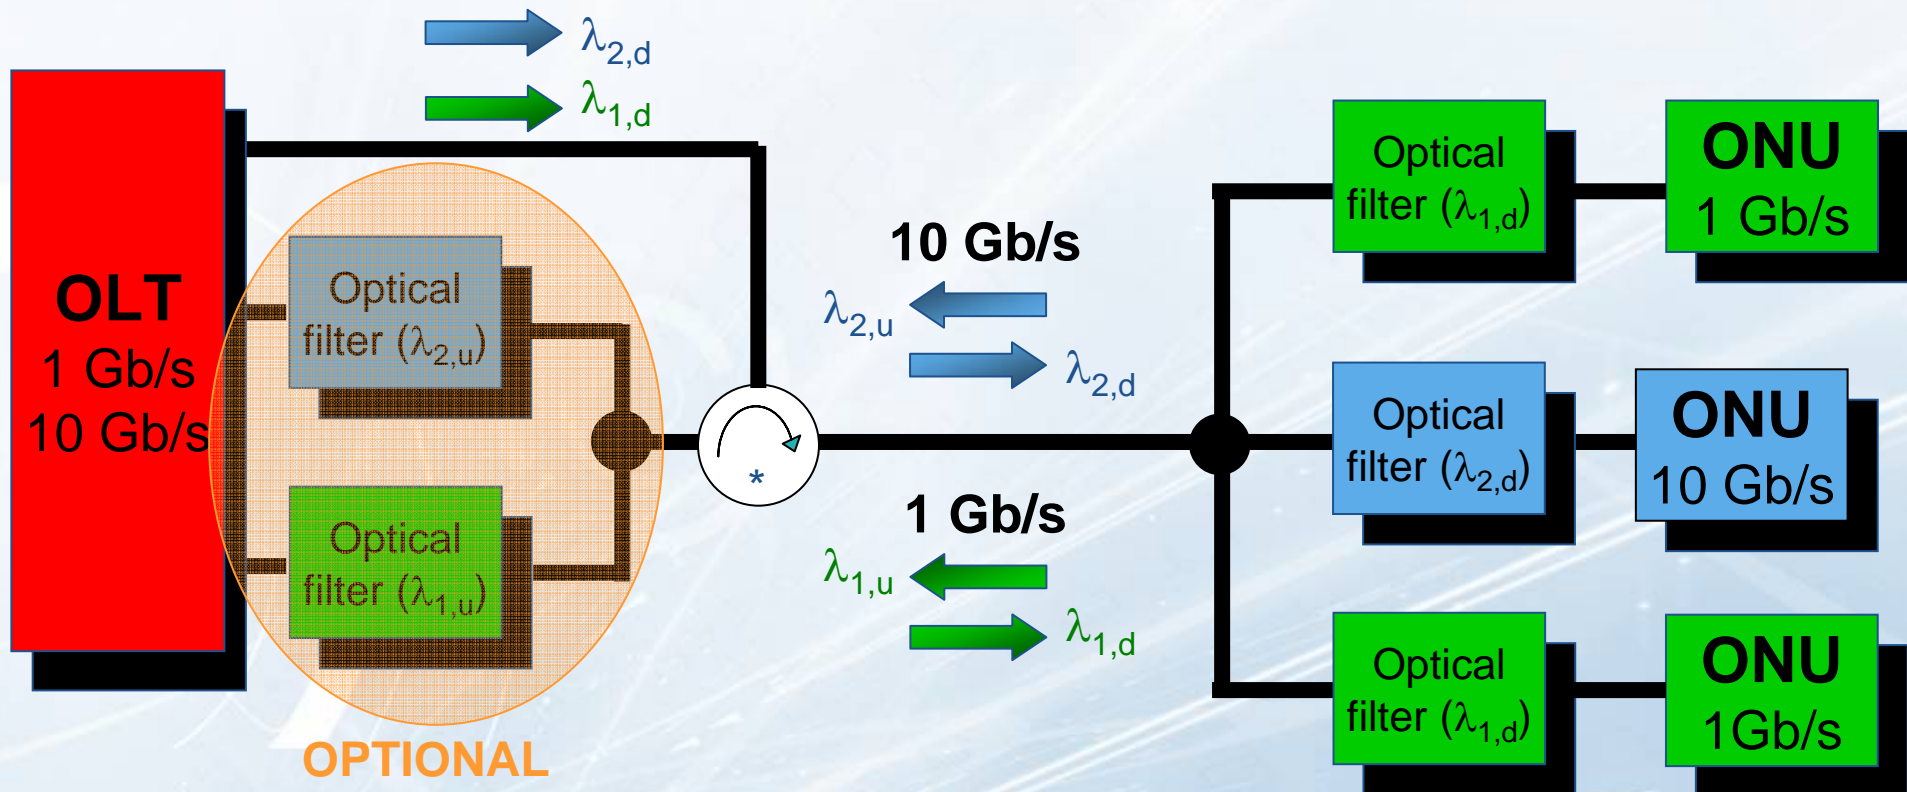 λ2,d
λ1,d
OLT
1 Gb/s
10 Gb/s
Optical
filter (λ2,u)
Optical
filter (λ1,u)
OPTIONAL
*
10 Gb/s
λ2,u
λ2,d
1 Gb/s
λ1,u
λ1,d
Optical
filter (λ1,d)
ONU
1 Gb/s
Optical
filter (λ2,d)
ONU
10 Gb/s
Optical
filter (λ1,d)
ONU
1Gb/s